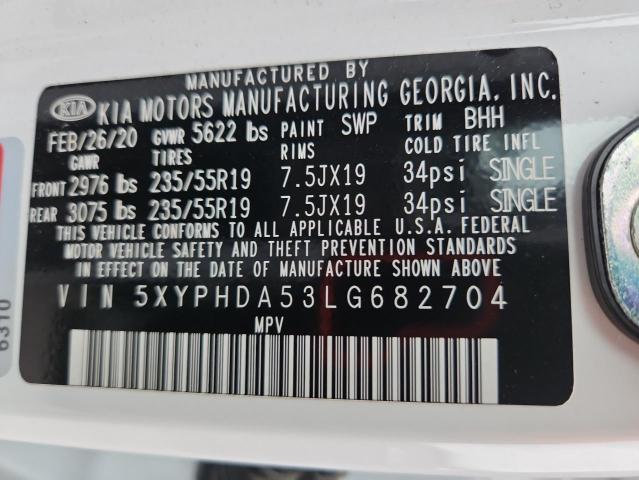 MANUFACTURED BY
KIA KIA MOTORS MANUFACTURING GEORGIA, INC.
FEB/26/20 GVWR 5622 lbs PAINT SWP TRIM BHH
GAWR TIRES RIMS COLD TIRE INFL
FRONT 2976 lbs 235/55R19 7.5JX19 34psi SINGLE
REAR 3075 lbs 235/55R19 7.5JX19 34psi SINGLE
THIS VEHICLE CONFORMS TO ALL APPLICABLE U.S.A. FEDERAL
MOTOR VEHICLE SAFETY AND THEFT PREVENTION STANDARDS
IN EFFECT ON THE DATE OF MANUFACTURE SHOWN ABOVE.
VIN 5XYPHDA53LG682704
MPV
6310